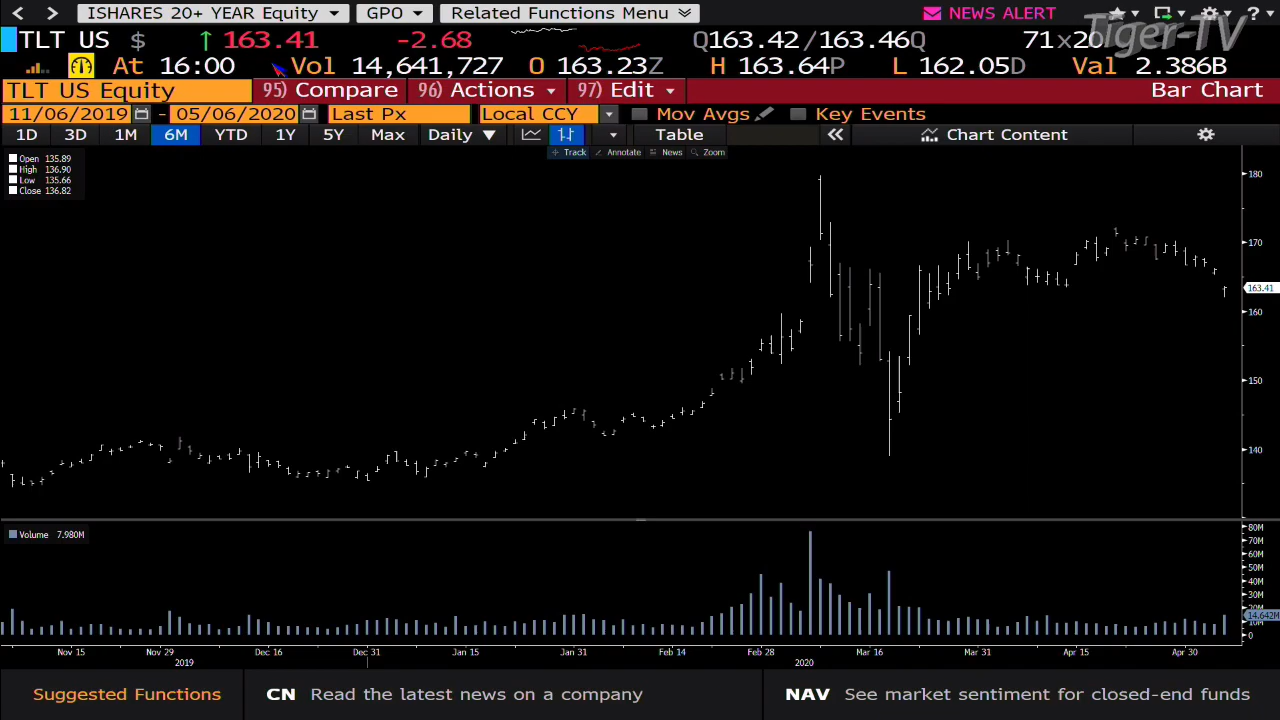 ISHARES 20+ YEAR Equity GPO Related Functions Menu NEWS ALERT
Tiger-TV
TLT US $ ↑ 163.41 -2.68 Q163.42/163.46Q 71x20
At 16:00 Vol 14,641,727 O 163.23Z H 163.64P L 162.05D Val 2.386B
TLT US Equity 95) Compare 96) Actions 97) Edit Bar Chart
11/06/2019 - 05/06/2020 Last Px Local CCY Mov Avgs Key Events
1D 3D 1M 6M YTD 1Y 5Y Max Daily ▼ Table Chart Content
Track Annotate News Zoom
Open 135.89
High 136.90
Low 135.66
Close 136.82
180
170
163.41
160
150
140
Volume 7.980M
80M
70M
60M
50M
40M
30M
20M
14.642M
10M
0
Nov 15 Nov 29 Dec 16 Dec 31 Jan 15 Jan 31 Feb 14 Feb 28 Mar 16 Mar 31 Apr 15 Apr 30
2019 2020
Suggested Functions CN Read the latest news on a company NAV See market sentiment for closed-end funds